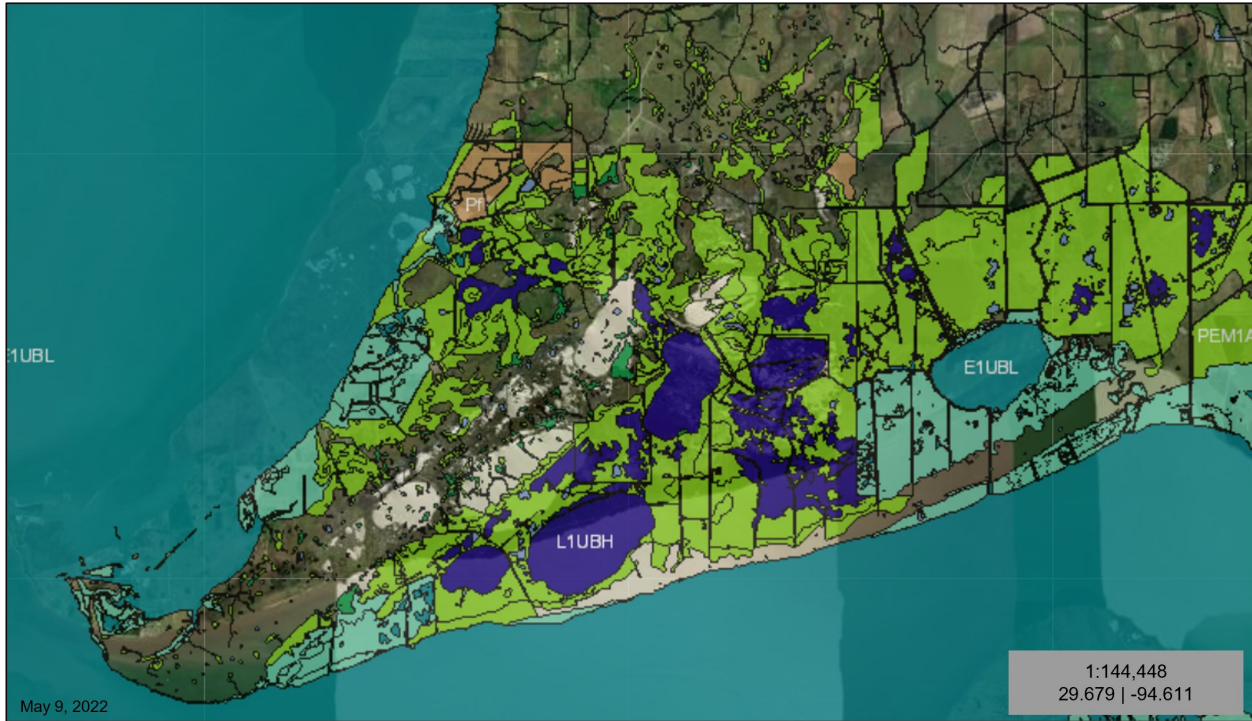 Pf
E1UBL
PEM1A
E1UBL
L1UBH
1:144,448
29.679 | -94.611
May 9, 2022